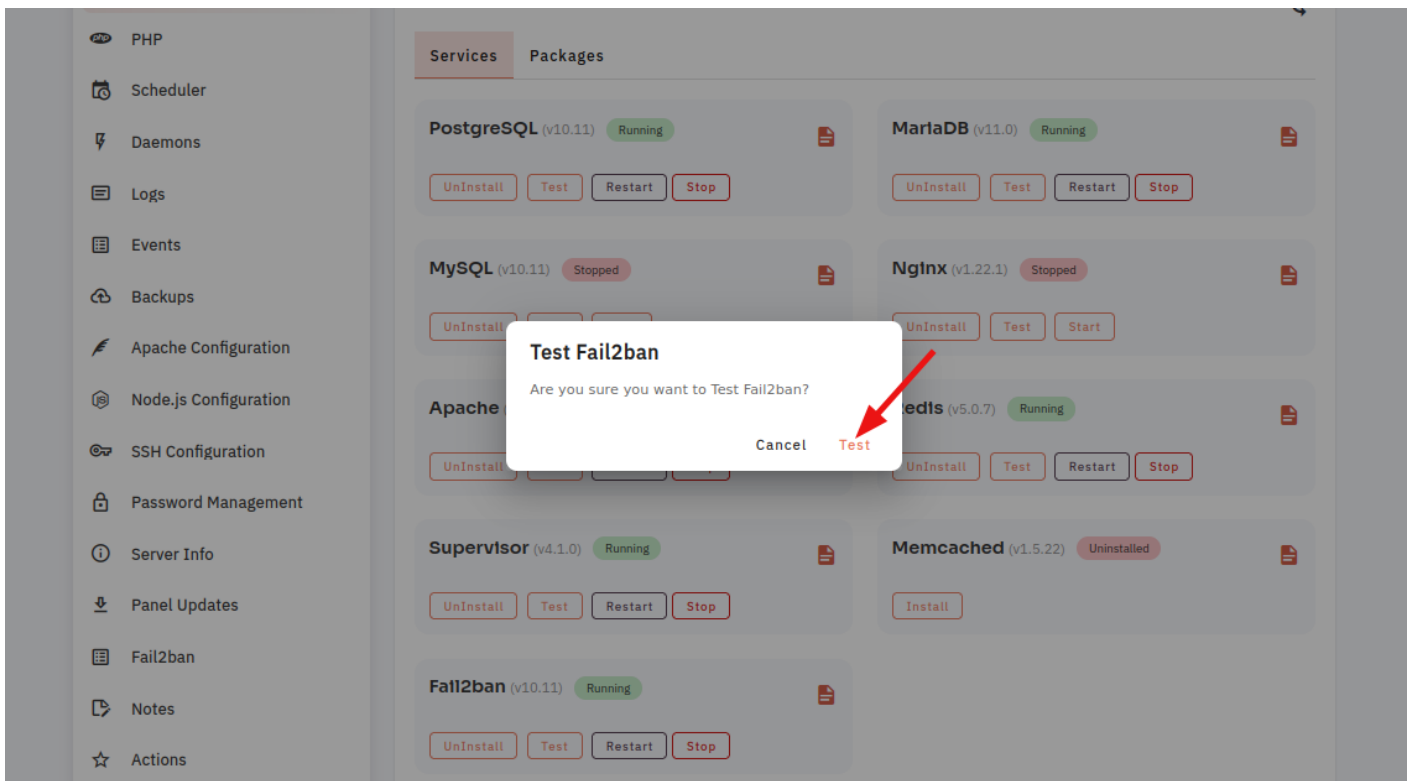 PHP
Scheduler
Daemons
Logs
Events
Backups
Apache Configuration
Node.js Configuration
SSH Configuration
Password Management
Server Info
Panel Updates
Fail2ban
Notes
Actions
Services Packages
PostgreSQL (v10.11) Running
UnInstall Test Restart Stop
MariaDB (v11.0) Running
UnInstall Test Restart Stop
MySQL (v10.11) Stopped
UnInstall
Nginx (v1.22.1) Stopped
UnInstall Test Start
Test Fail2ban
Are you sure you want to Test Fail2ban?
Cancel Test
Apache
UnInstall
edis (v5.0.7) Running
UnInstall Test Restart Stop
Supervisor (v4.1.0) Running
UnInstall Test Restart Stop
Memcached (v1.5.22) Uninstalled
Install
Fail2ban (v10.11) Running
UnInstall Test Restart Stop